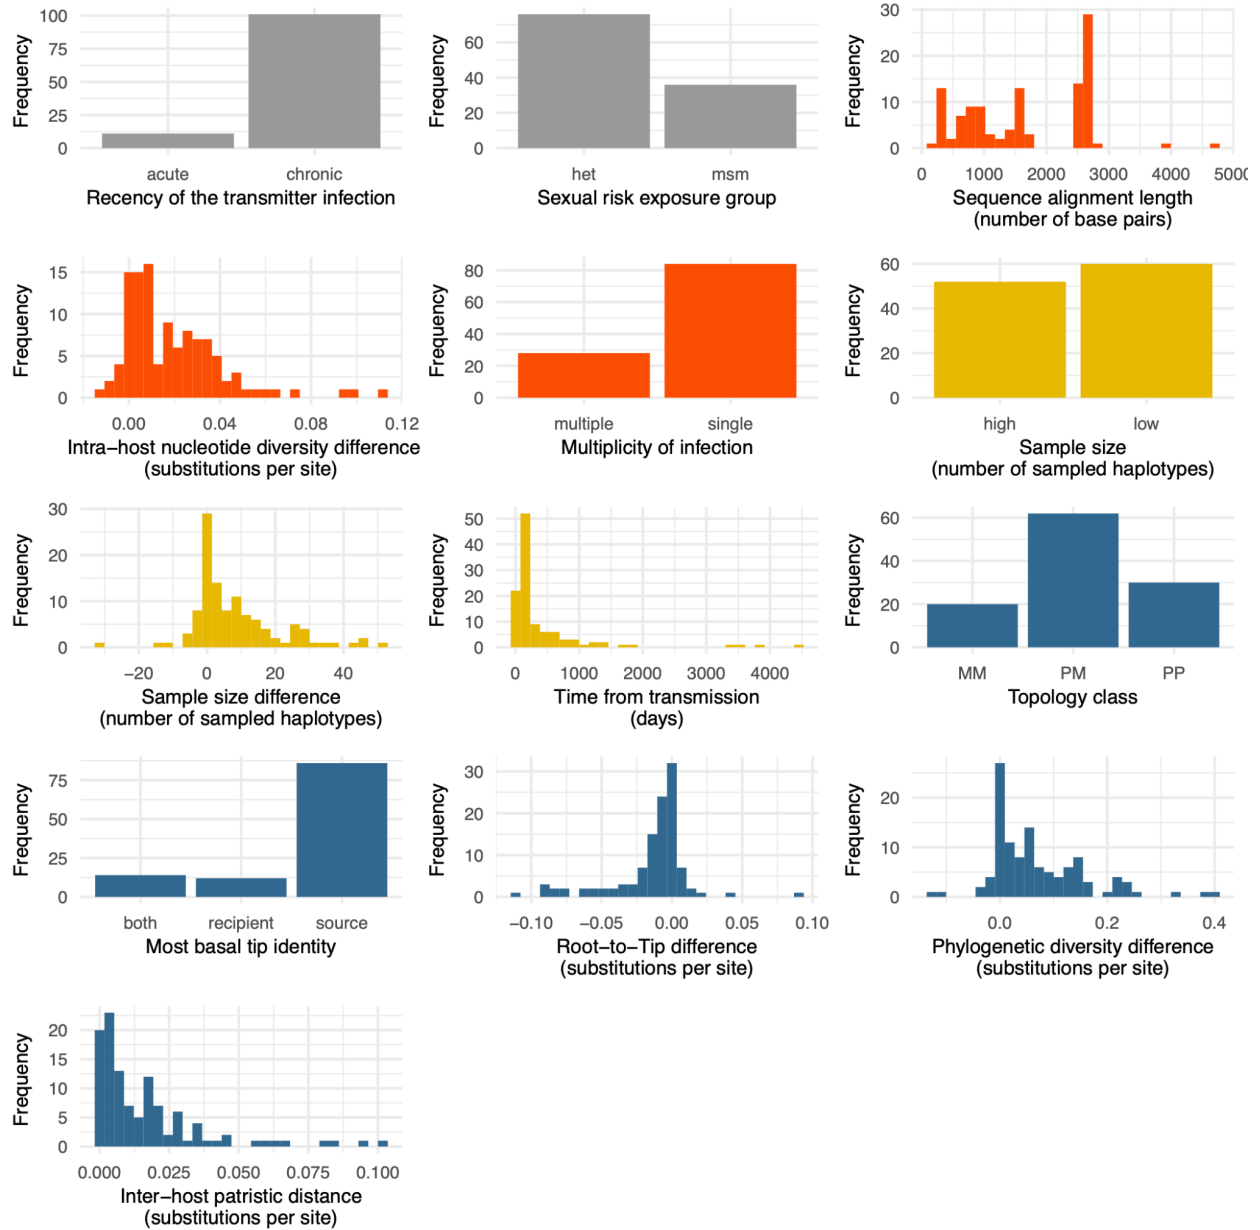 Frequency
100
75
50
25
0
acute chronic
Recency of the transmitter infection
Frequency
60
40
20
0
het msm
Sexual risk exposure group
Frequency
30
20
10
0
0 1000 2000 3000 4000 5000
Sequence alignment length
(number of base pairs)
Frequency
15
10
5
0
0.00 0.04 0.08 0.12
Intra−host nucleotide diversity difference
(substitutions per site)
Frequency
80
60
40
20
0
multiple single
Multiplicity of infection
Frequency
60
40
20
0
high low
Sample size
(number of sampled haplotypes)
Frequency
30
20
10
0
−20 0 20 40
Sample size difference
(number of sampled haplotypes)
Frequency
50
40
30
20
10
0
0 1000 2000 3000 4000
Time from transmission
(days)
Frequency
60
40
20
0
MM PM PP
Topology class
Frequency
75
50
25
0
both recipient source
Most basal tip identity
Frequency
30
20
10
0
−0.10 −0.05 0.00 0.05 0.10
Root−to−Tip difference
(substitutions per site)
Frequency
20
10
0
0.0 0.2 0.4
Phylogenetic diversity difference
(substitutions per site)
Frequency
20
15
10
5
0
0.000 0.025 0.050 0.075 0.100
Inter−host patristic distance
(substitutions per site)